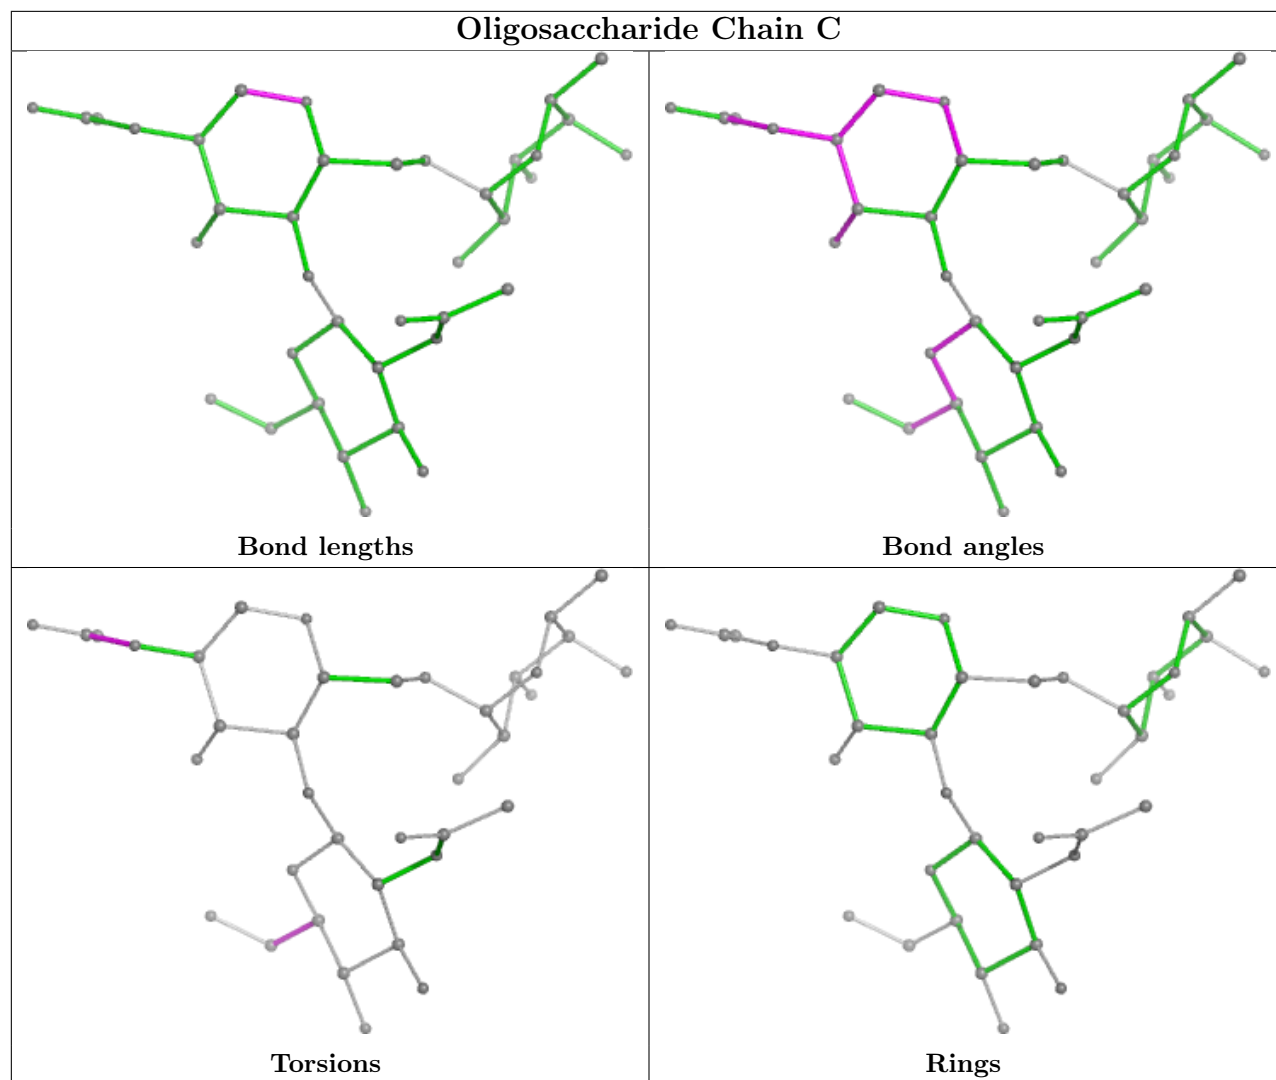 Oligosaccharide Chain C
Bond lengths
Bond angles
Torsions
Rings